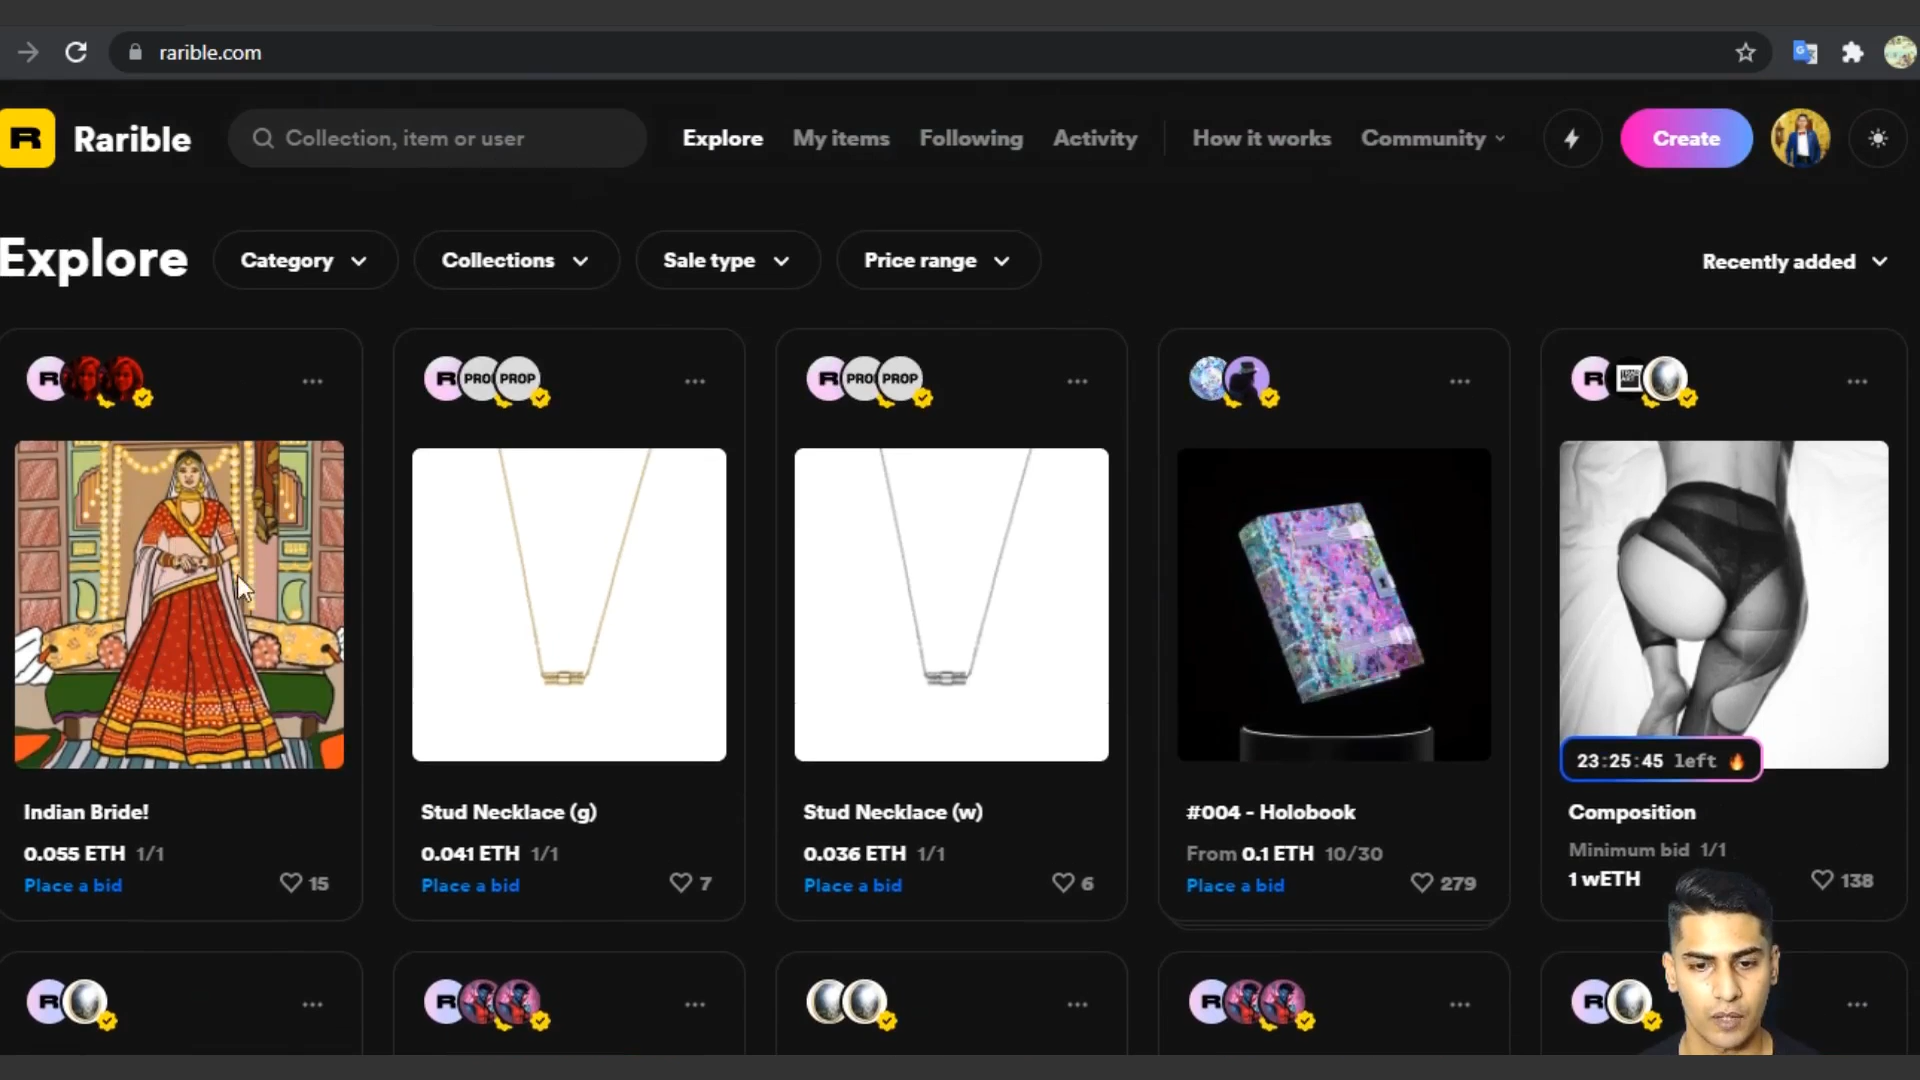 rarible.com
R Rarible
Collection, item or user
Explore My items Following Activity How it works Community
Create
Explore
Category Collections Sale type Price range
Recently added
R
R PROP PROP
R PROP PROP
R
Indian Bride!
0.055 ETH 1/1
Place a bid 15
Stud Necklace (g)
0.041 ETH 1/1
Place a bid 7
Stud Necklace (w)
0.036 ETH 1/1
Place a bid 6
#004 - Holobook
From 0.1 ETH 10/30
Place a bid 279
23:25:45 left
Composition
Minimum bid 1/1
1 wETH 138
R
R
R
R